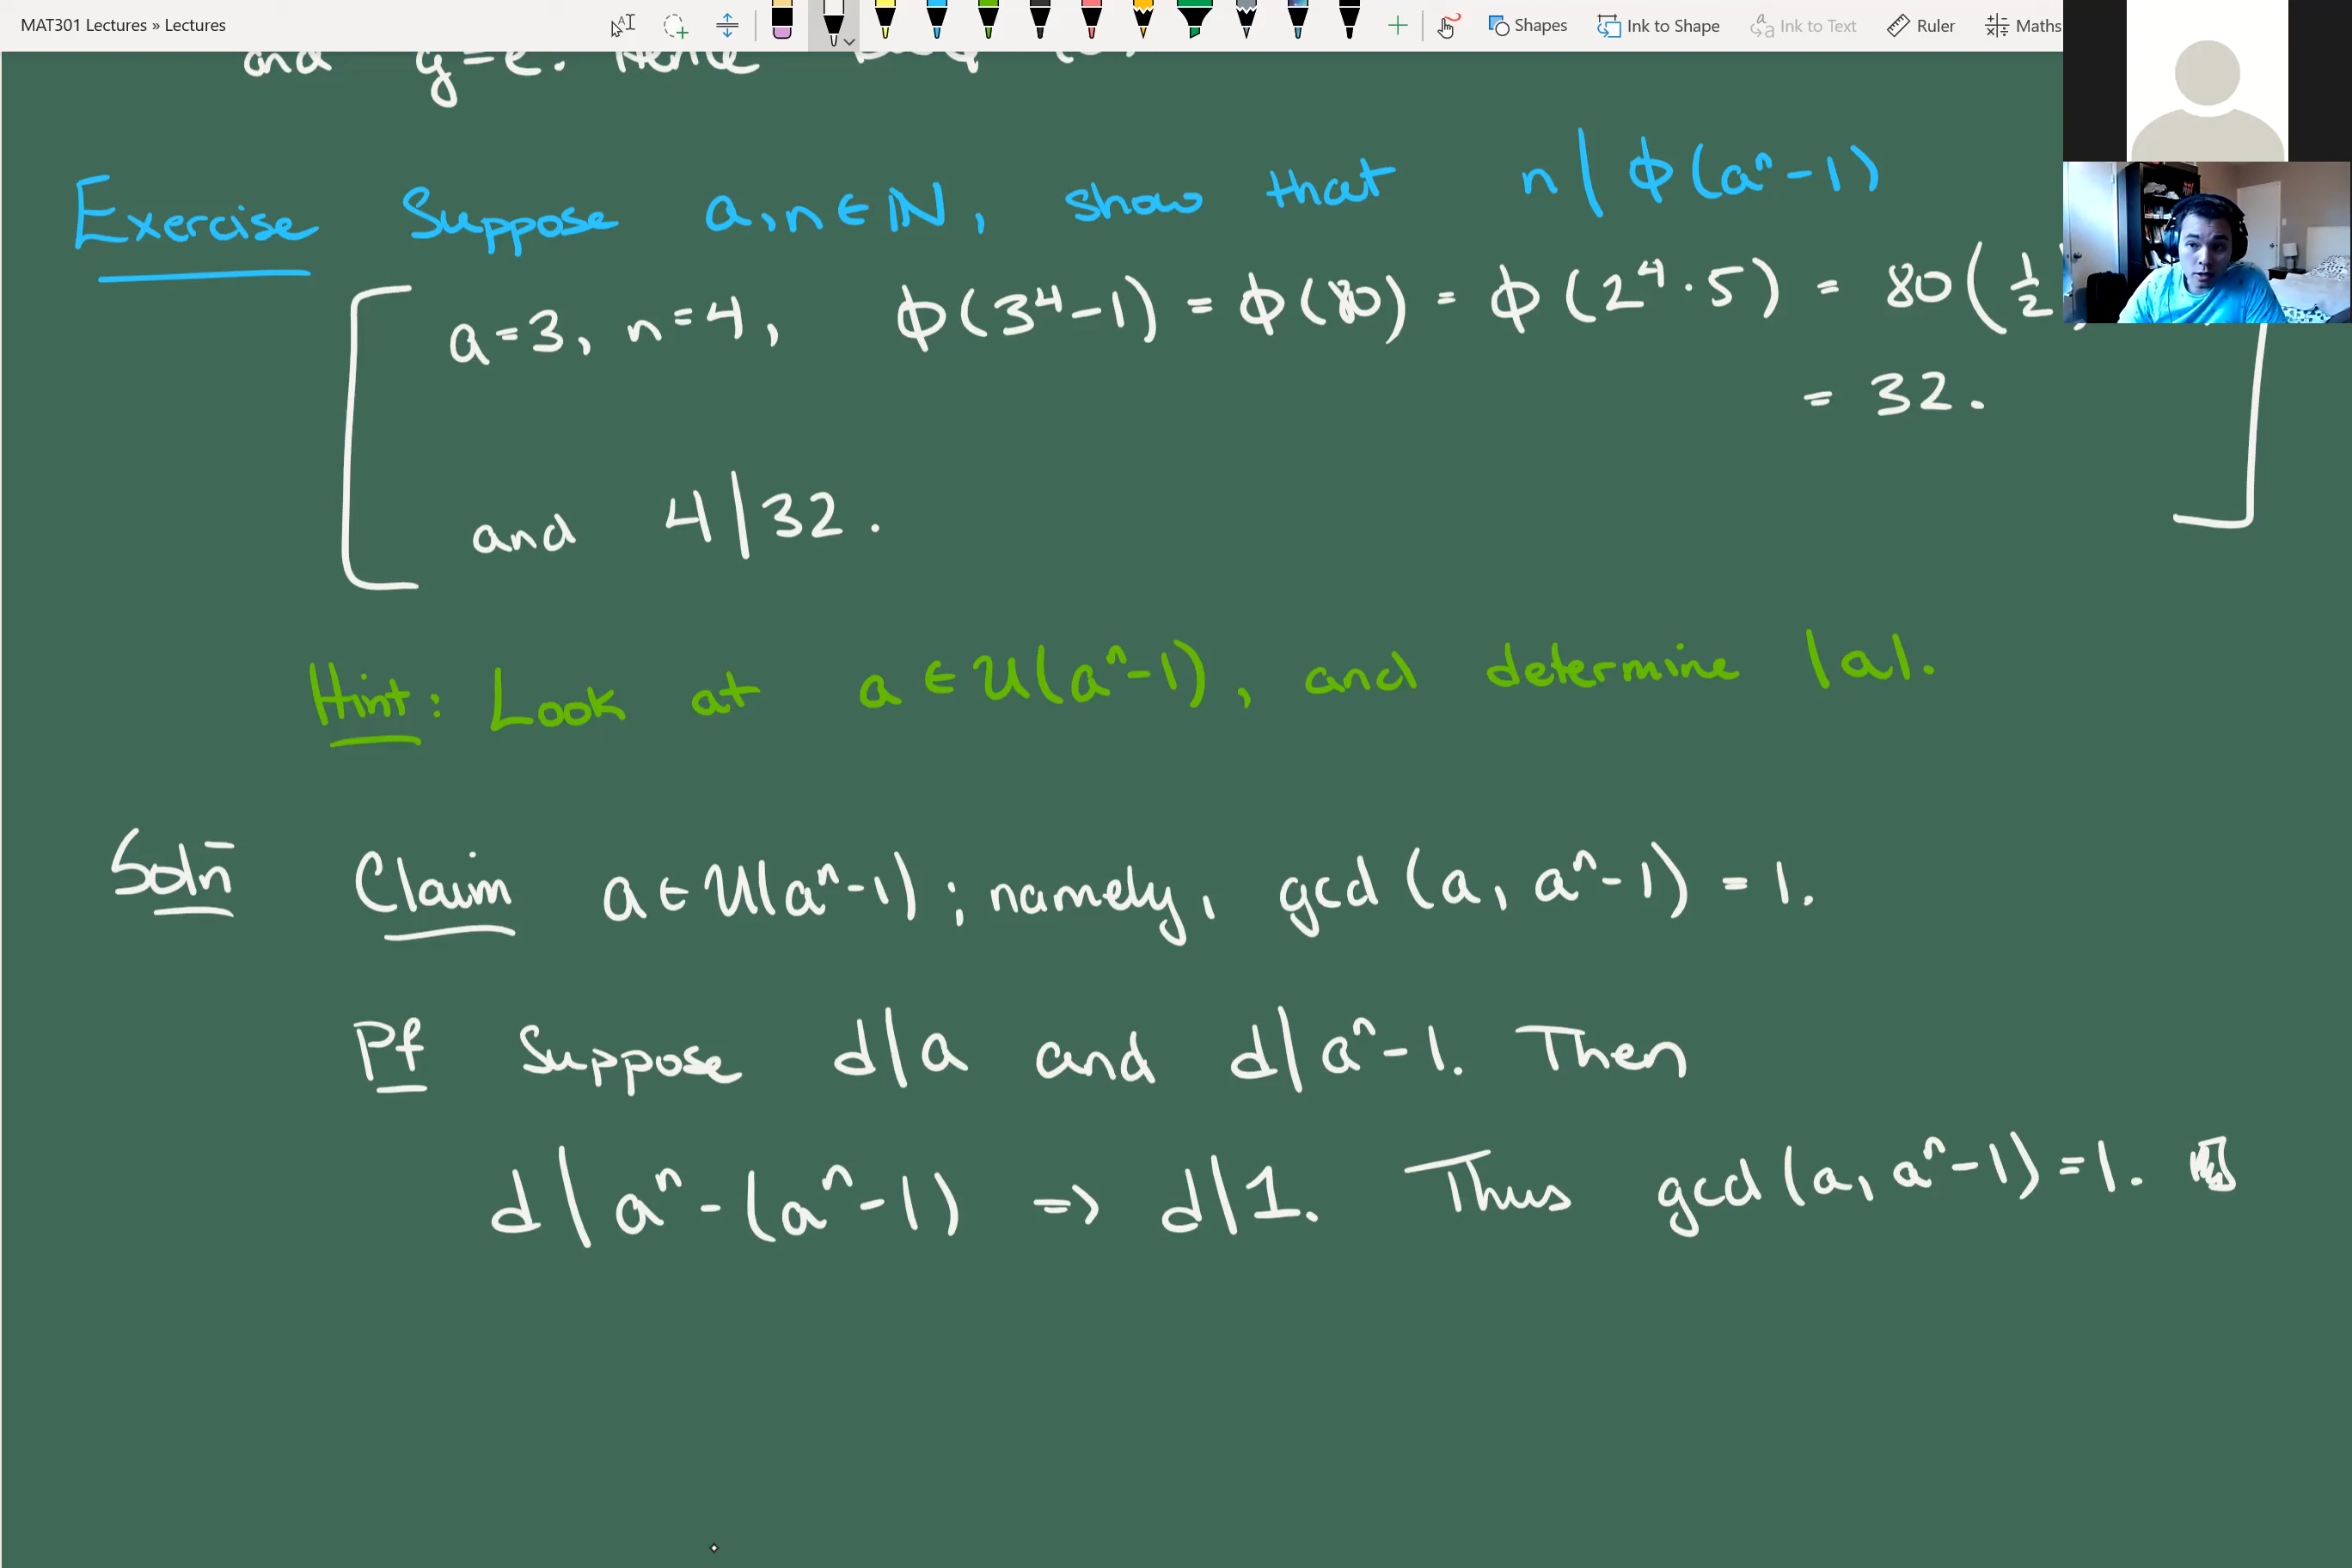 MAT301 Lectures » Lectures
Shapes Ink to Shape Ink to Text Ruler Maths
and y=e. Hence
Exercise Suppose a,n∈ℕ, show that n | ϕ(aⁿ-1)
a=3, n=4, ϕ(3⁴-1) = ϕ(80) = ϕ(2⁴·5) = 80(1/2
= 32.
and 4|32.
Hint: Look at a ∈ U(aⁿ-1), and determine |a|.
Soln Claim a∈U(aⁿ-1); namely, gcd(a, aⁿ-1) = 1.
Pf Suppose d|a and d|aⁿ-1. Then
d | aⁿ-(aⁿ-1) => d|1. Thus gcd(a, aⁿ-1)=1.